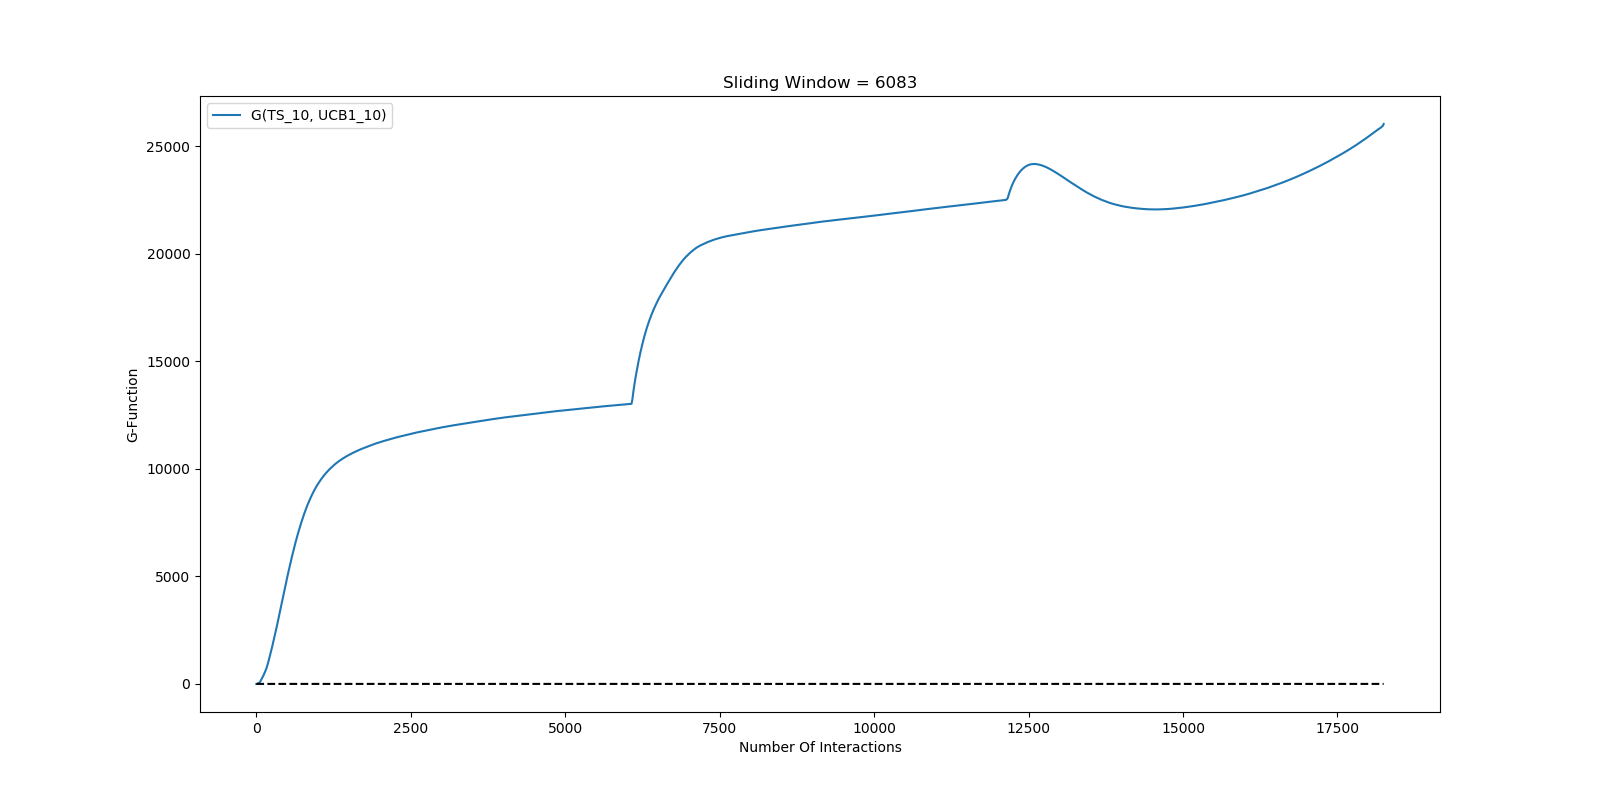 Sliding Window = 6083
G(TS_10, UCB1_10)
25000
20000
15000
10000
5000
0
G-Function
0 2500 5000 7500 10000 12500 15000 17500
Number Of Interactions